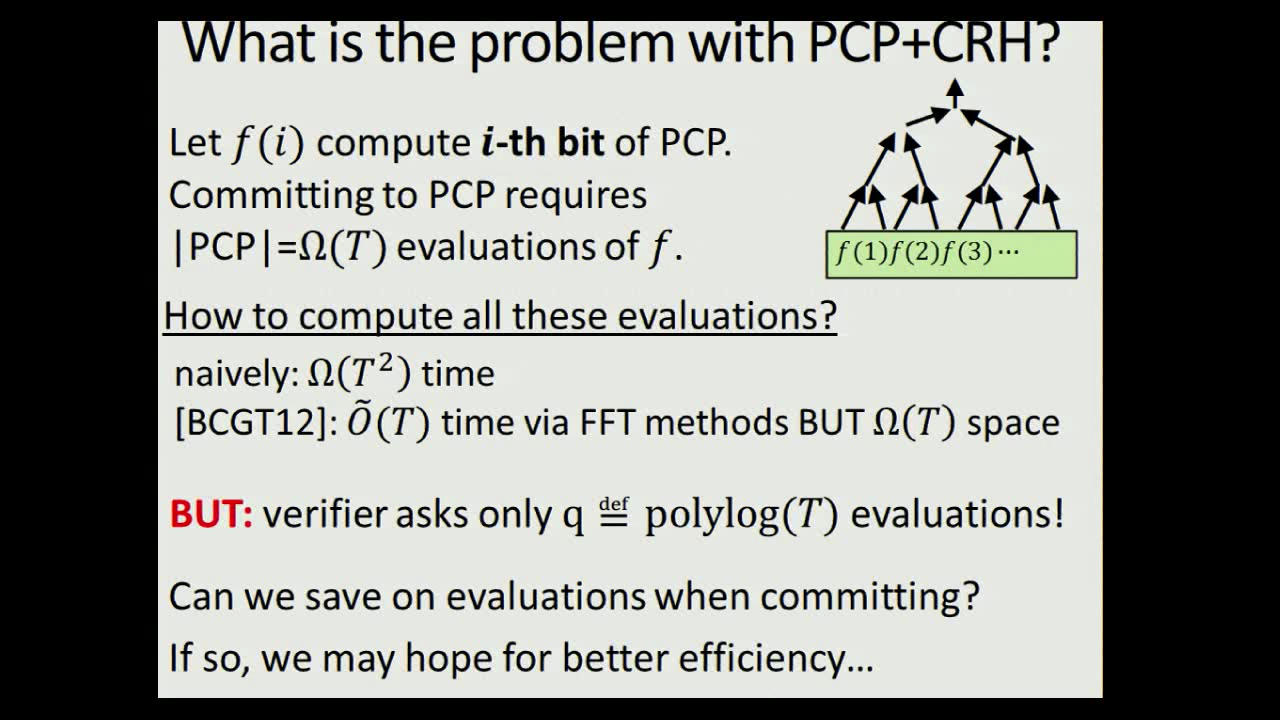 What is the problem with PCP+CRH?
Let f(i) compute i-th bit of PCP.
Committing to PCP requires
|PCP|=Ω(T) evaluations of f.
f(1)f(2)f(3)⋯
How to compute all these evaluations?
naively: Ω(T²) time
[BCGT12]: Õ(T) time via FFT methods BUT Ω(T) space
BUT: verifier asks only q ≝ polylog(T) evaluations!
Can we save on evaluations when committing?
If so, we may hope for better efficiency…